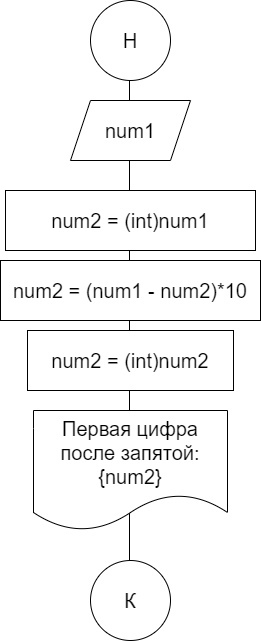 Н
num1
num2 = (int)num1
num2 = (num1 - num2)*10
num2 = (int)num2
Первая цифра
после запятой:
{num2}
К